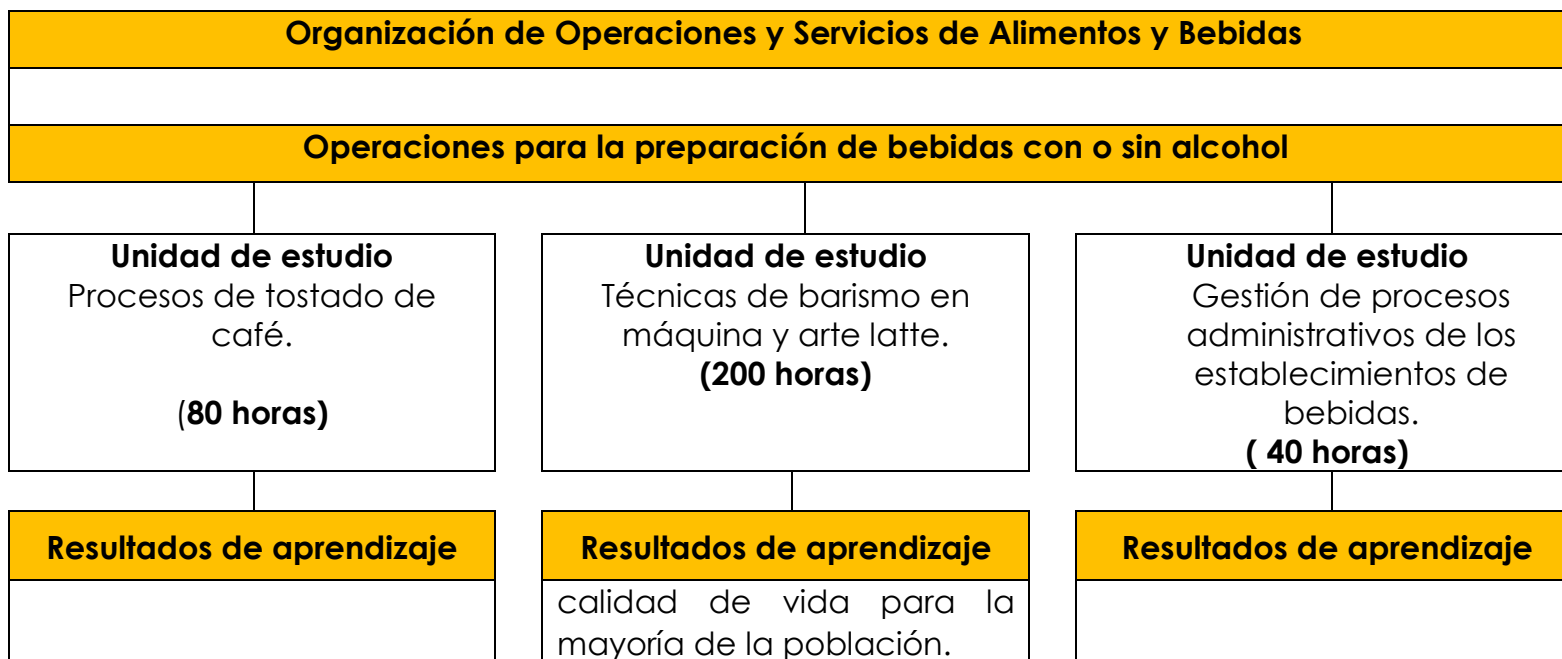 Organización de Operaciones y Servicios de Alimentos y Bebidas
Operaciones para la preparación de bebidas con o sin alcohol
Unidad de estudio
Procesos de tostado de
café.
(80 horas)
Unidad de estudio
Técnicas de barismo en
máquina y arte latte.
(200 horas)
Unidad de estudio
Gestión de procesos
administrativos de los
establecimientos de
bebidas.
( 40 horas)
Resultados de aprendizaje
Resultados de aprendizaje
calidad de vida para la
mayoría de la población.
Resultados de aprendizaje